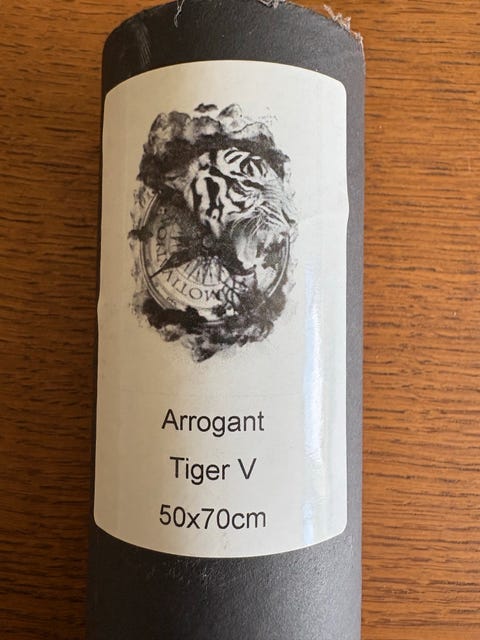 Arrogant
Tiger V
50x70cm